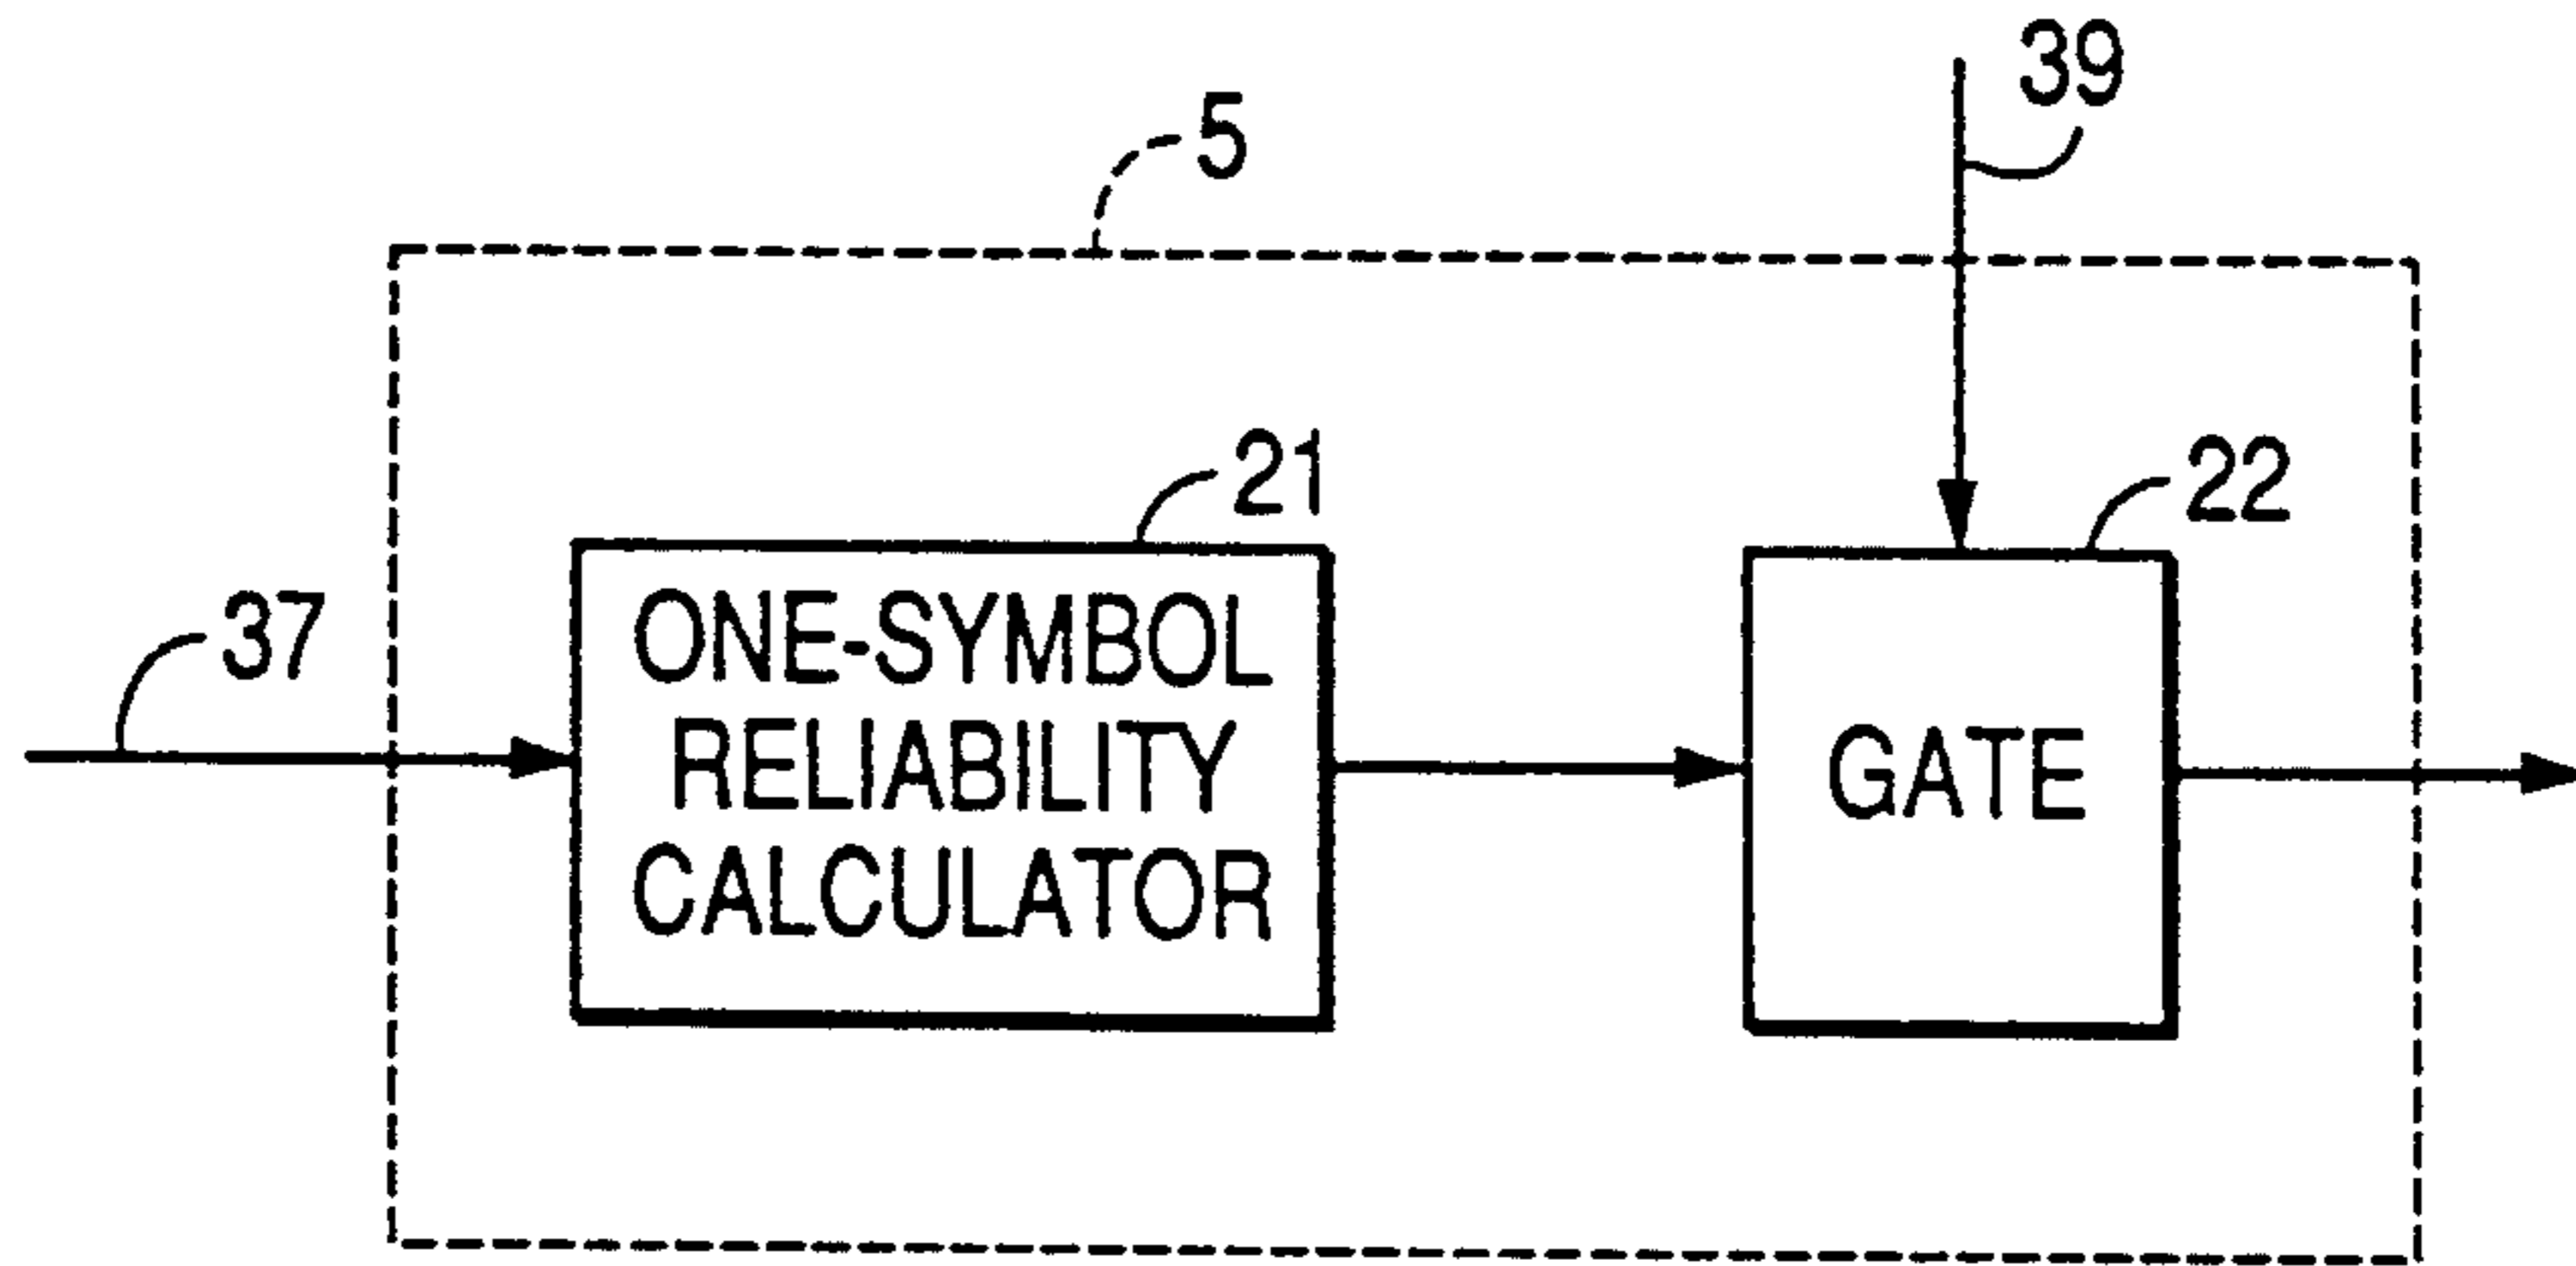 39
5
21
22
37
ONE-SYMBOL
RELIABILITY
CALCULATOR
GATE